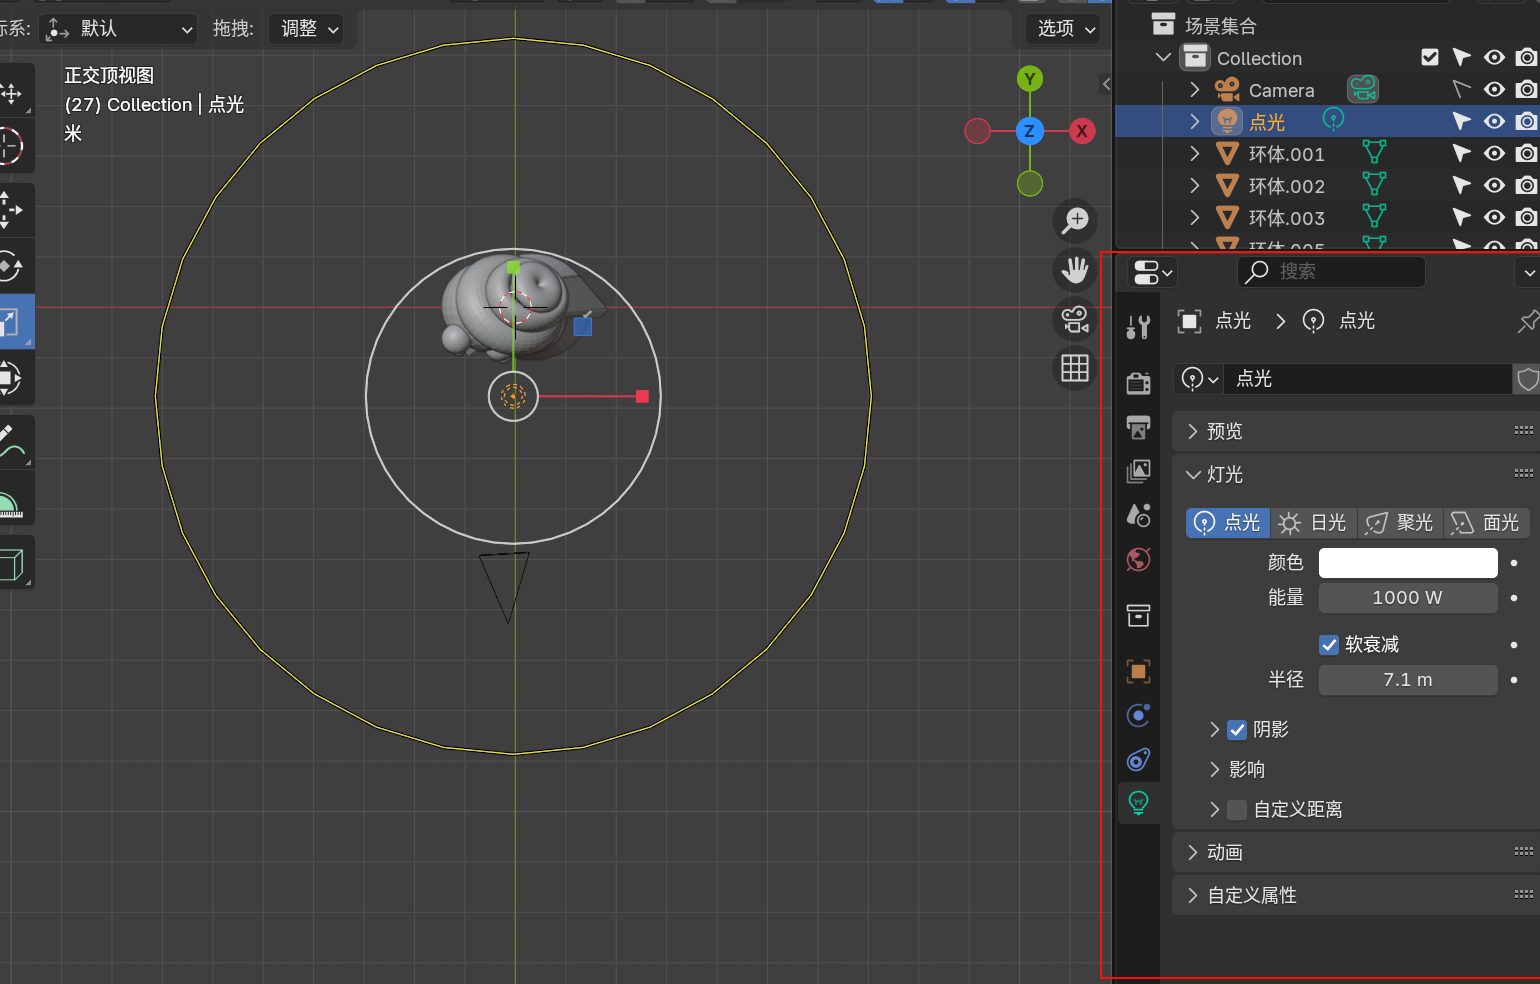 标系: 默认 拖拽: 调整 选项
正交顶视图
(27) Collection | 点光
米
Y
Z
X
场景集合
Collection
Camera
点光
环体.001
环体.002
环体.003
环体.005
搜索
点光 > 点光
点光
预览
灯光
点光 日光 聚光 面光
颜色
能量 1000 W
软衰减
半径 7.1 m
阴影
影响
自定义距离
动画
自定义属性